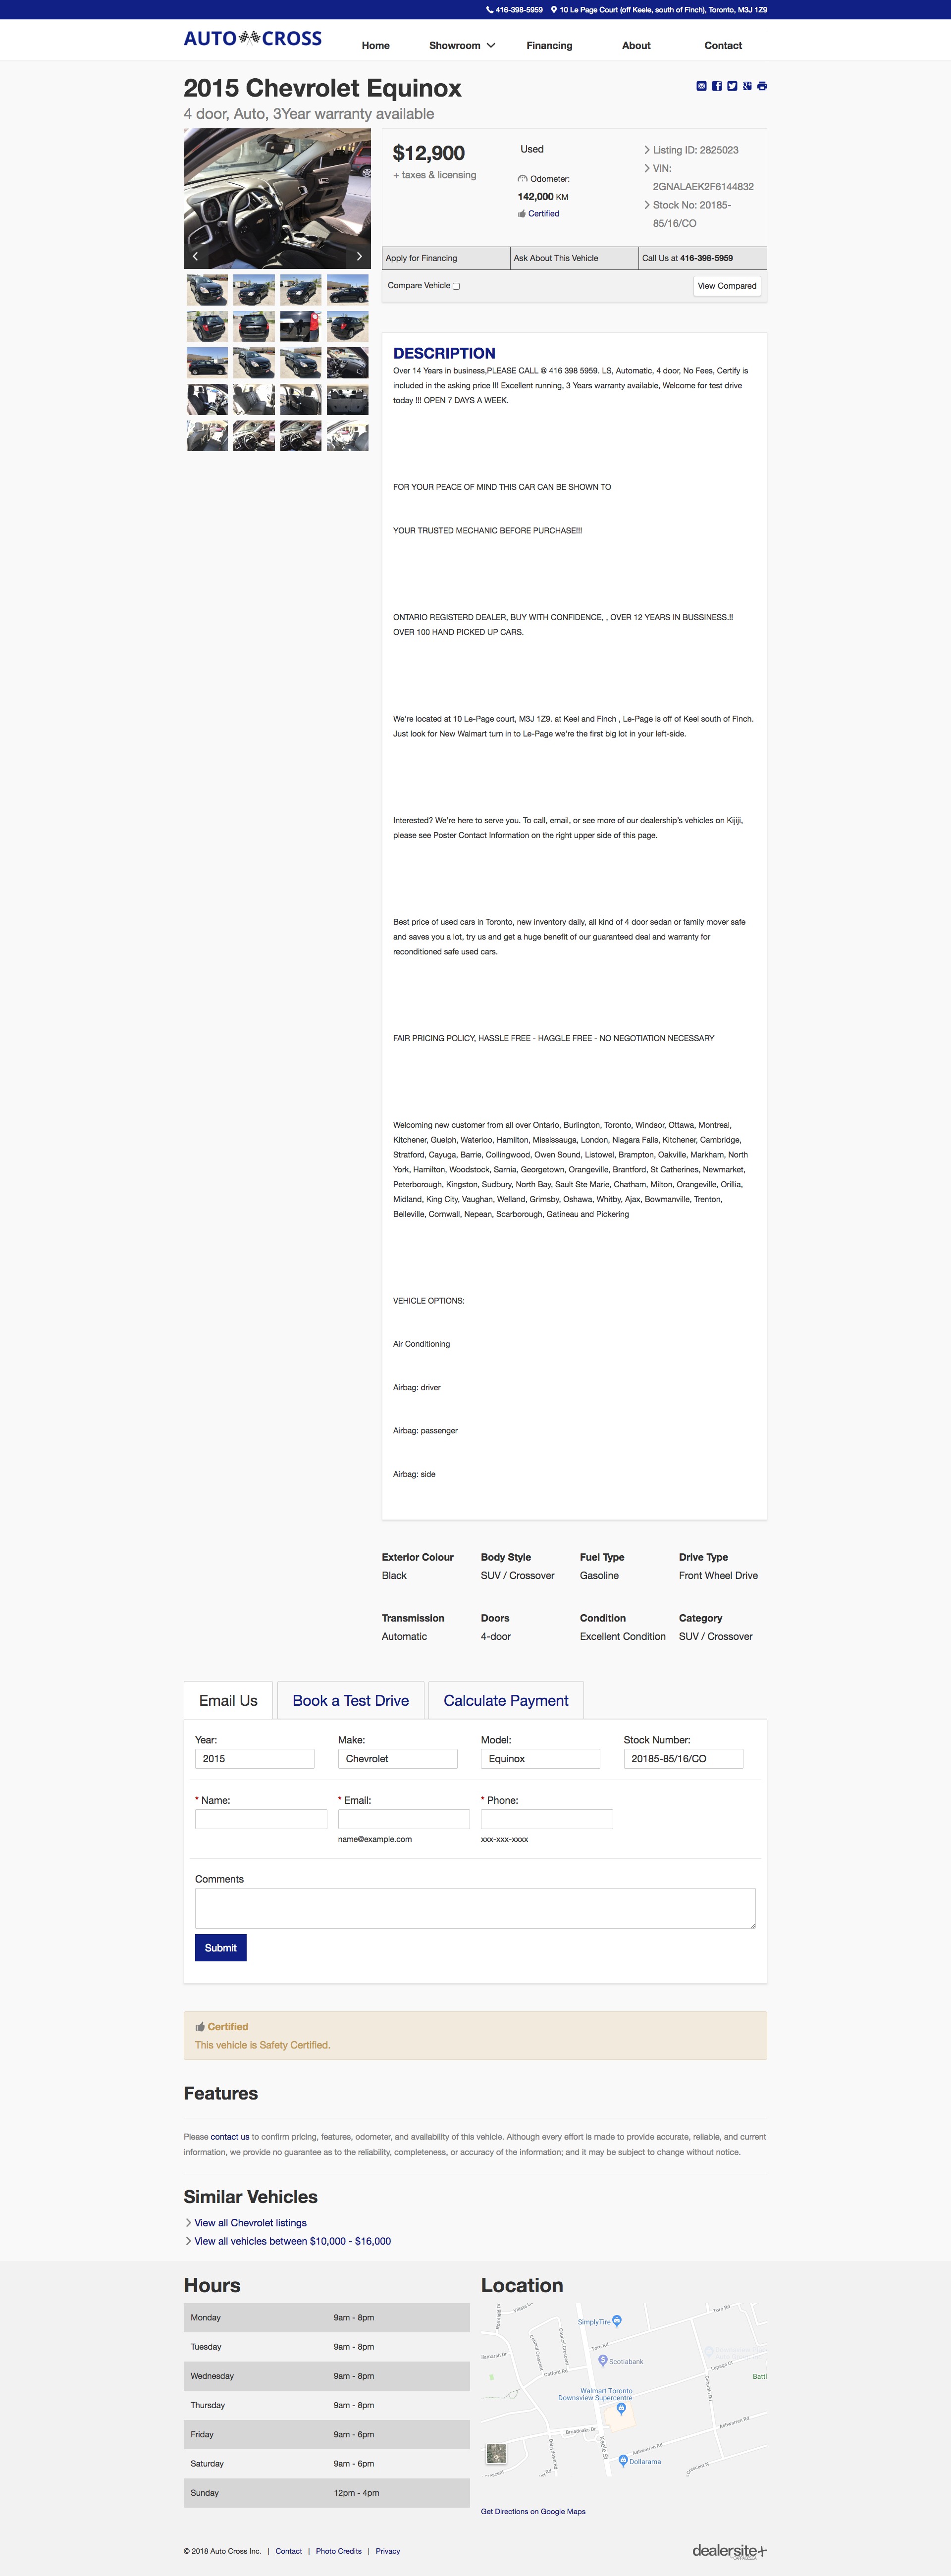 416-398-5959 10 Le Page Court (off Keele, south of Finch), Toronto, M3J 1Z9
AUTO CROSS
Home Showroom Financing About Contact
2015 Chevrolet Equinox
4 door, Auto, 3Year warranty available
$12,900
+ taxes & licensing
Used
Odometer:
142,000 KM
Certified
Listing ID: 2825023
VIN:
2GNALAEK2F6144832
Stock No: 20185-
85/16/CO
Apply for Financing Ask About This Vehicle Call Us at 416-398-5959
Compare Vehicle View Compared
DESCRIPTION
Over 14 Years in business,PLEASE CALL @ 416 398 5959. LS, Automatic, 4 door, No Fees, Certify is
included in the asking price !!! Excellent running, 3 Years warranty available, Welcome for test drive
today !!! OPEN 7 DAYS A WEEK.
FOR YOUR PEACE OF MIND THIS CAR CAN BE SHOWN TO
YOUR TRUSTED MECHANIC BEFORE PURCHASE!!!
ONTARIO REGISTERD DEALER, BUY WITH CONFIDENCE, , OVER 12 YEARS IN BUSSINESS.!!
OVER 100 HAND PICKED UP CARS.
We're located at 10 Le-Page court, M3J 1Z9. at Keel and Finch , Le-Page is off of Keel south of Finch.
Just look for New Walmart turn in to Le-Page we're the first big lot in your left-side.
Interested? We're here to serve you. To call, email, or see more of our dealership's vehicles on Kijiji,
please see Poster Contact Information on the right upper side of this page.
Best price of used cars in Toronto, new inventory daily, all kind of 4 door sedan or family mover safe
and saves you a lot, try us and get a huge benefit of our guaranteed deal and warranty for
reconditioned safe used cars.
FAIR PRICING POLICY, HASSLE FREE - HAGGLE FREE - NO NEGOTIATION NECESSARY
Welcoming new customer from all over Ontario, Burlington, Toronto, Windsor, Ottawa, Montreal,
Kitchener, Guelph, Waterloo, Hamilton, Mississauga, London, Niagara Falls, Kitchener, Cambridge,
Stratford, Cayuga, Barrie, Collingwood, Owen Sound, Listowel, Brampton, Oakville, Markham, North
York, Hamilton, Woodstock, Sarnia, Georgetown, Orangeville, Brantford, St Catherines, Newmarket,
Peterborough, Kingston, Sudbury, North Bay, Sault Ste Marie, Chatham, Milton, Orangeville, Orillia,
Midland, King City, Vaughan, Welland, Grimsby, Oshawa, Whitby, Ajax, Bowmanville, Trenton,
Belleville, Cornwall, Nepean, Scarborough, Gatineau and Pickering
VEHICLE OPTIONS:
Air Conditioning
Airbag: driver
Airbag: passenger
Airbag: side
Exterior Colour Body Style Fuel Type Drive Type
Black SUV / Crossover Gasoline Front Wheel Drive
Transmission Doors Condition Category
Automatic 4-door Excellent Condition SUV / Crossover
Email Us Book a Test Drive Calculate Payment
Year: Make: Model: Stock Number:
2015 Chevrolet Equinox 20185-85/16/CO
* Name: * Email: * Phone:
name@example.com xxx-xxx-xxxx
Comments
Submit
Certified
This vehicle is Safety Certified.
Features
Please contact us to confirm pricing, features, odometer, and availability of this vehicle. Although every effort is made to provide accurate, reliable, and current
information, we provide no guarantee as to the reliability, completeness, or accuracy of the information; and it may be subject to change without notice.
Similar Vehicles
View all Chevrolet listings
View all vehicles between $10,000 - $16,000
Hours
Monday 9am - 8pm
Tuesday 9am - 8pm
Wednesday 9am - 8pm
Thursday 9am - 8pm
Friday 9am - 6pm
Saturday 9am - 6pm
Sunday 12pm - 4pm
Location
SimplyTire
Toro Rd
Toro Rd
Scotiabank
Catford Rd
Lepage Ct
Battl
Walmart Toronto
Downsview Supercentre
Broadoaks Dr
Keele St
Ashwarren Rd
Ashwarren Rd
Dollarama
Get Directions on Google Maps
© 2018 Auto Cross Inc. | Contact | Photo Credits | Privacy
dealersite+